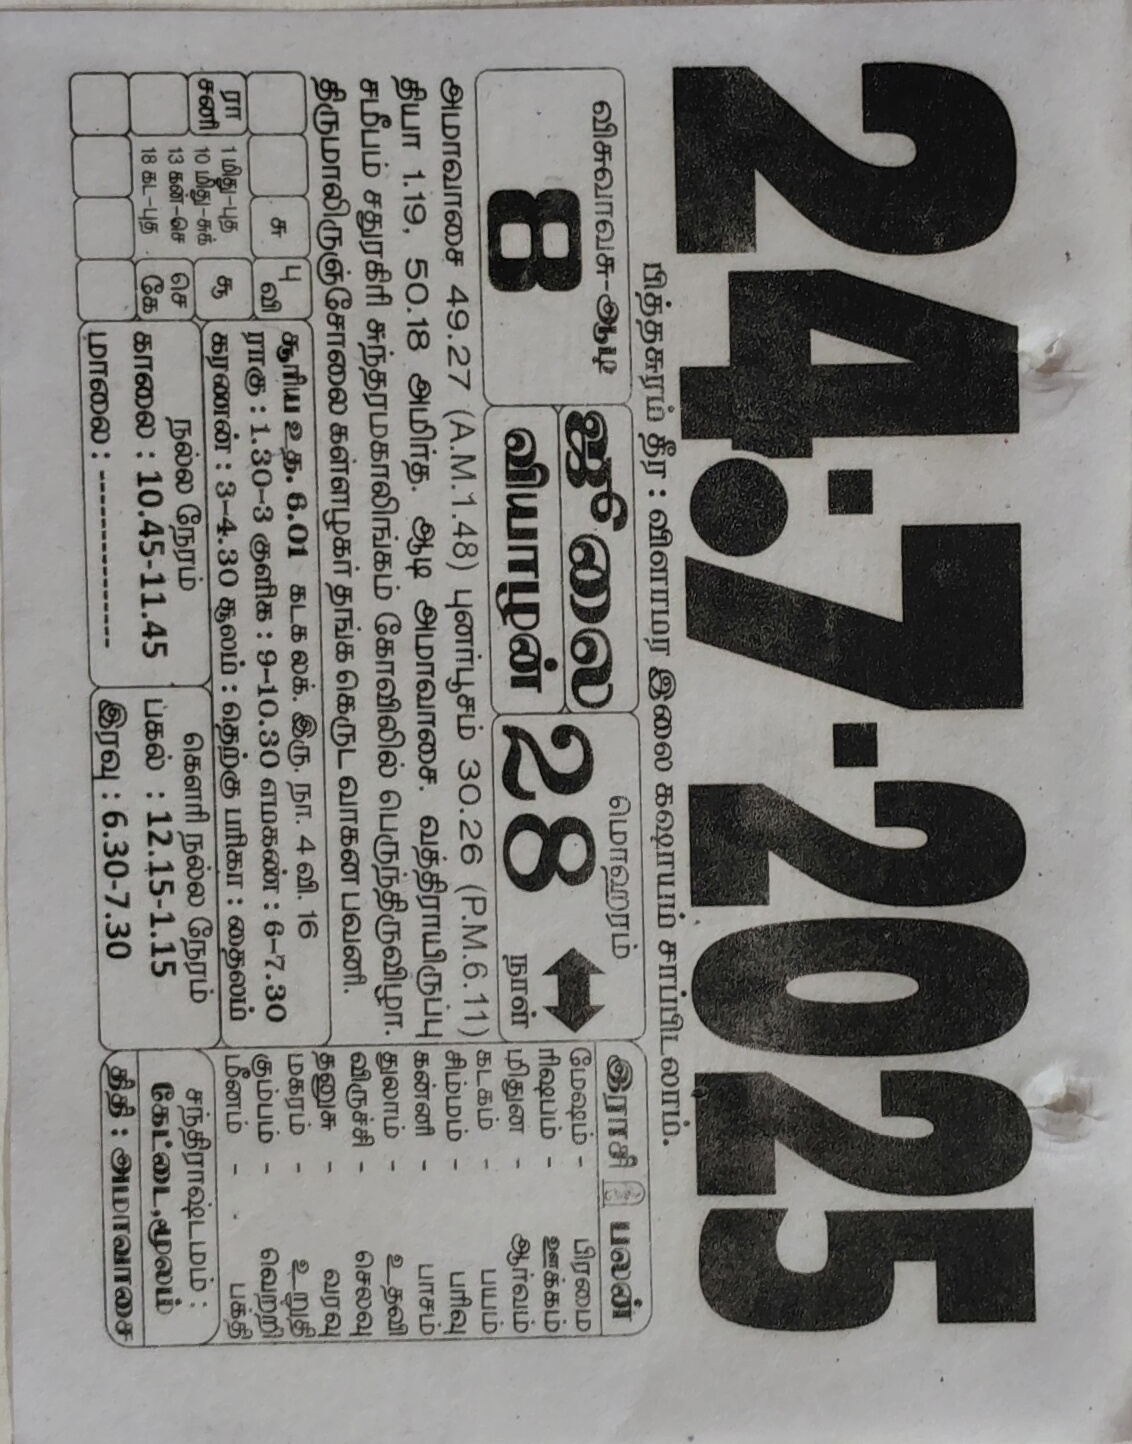 24·7·2025
பித்தசுரம் தீர : விளாமர இலை கஷாயம் சாப்பிடலாம்.
விசுவாவசு-ஆடி
8
ஜூலை
வியாழன்
மொஹரம்
28
நாள்
அமாவாசை 49.27 (A.M.1.48) புனர்பூசம் 30.26 (P.M.6.11)
தியா 1.19, 50.18 அமிர்த. ஆடி அமாவாசை. வத்திராயிருப்பு
சமீபம் சதுரகிரி சுந்தரமகாலிங்கம் கோவிலில் பெருந்திருவிழா.
திருமாலிருஞ்சோலை கள்ளழகர் தங்க கெருட வாகன பவனி.
இராசி பலன்
மேஷம் - பிரமை
ரிஷபம் - ஊக்கம்
மிதுன - ஆர்வம்
கடகம் - பயம்
சிம்மம் - பரிவு
கன்னி - பாசம்
துலாம் - உதவி
விருச்சி - செலவு
தனுசு - வரவு
மகரம் - உறுதி
கும்பம் - வெற்றி
மீனம் - பக்தி
சு
பு
வி
ரா
சனி
1 மிது-புத
10 மிது-சுக்
13 கன்-செ
18 கட-புத
சூ
செ
கே
சூரிய உத. 6.01 கடக லக். இரு. நா. 4 வி. 16
ராகு : 1.30-3 குளிக : 9-10.30 எமகண் : 6-7.30
கரணன் : 3-4.30 சூலம் : தெற்கு பரிகா : தைலம்
நல்ல நேரம்
காலை : 10.45-11.45
மாலை : -------------
கௌரி நல்ல நேரம்
பகல் : 12.15-1.15
இரவு : 6.30-7.30
சந்திராஷ்டமம் :
கேட்டை,மூலம்
திதி : அமாவாசை